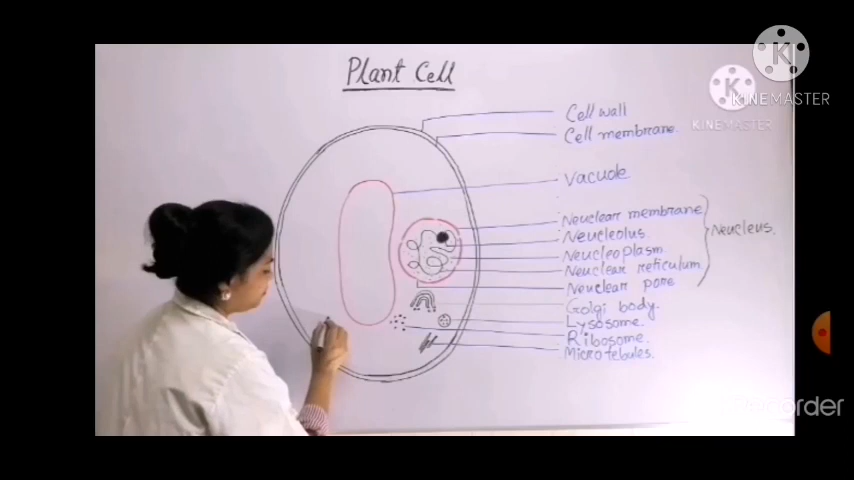 Plant Cell
KINEMASTER
KINEMASTER
Cell wall
Cell membrane.
Vacuole
Neuclear membrane
Neucleolus.
Neucleus.
Neucleoplasm
Neuclear reticulum
Neuclear pore
Golgi body.
Lysosome.
Ribosome.
Microtebules.
corder